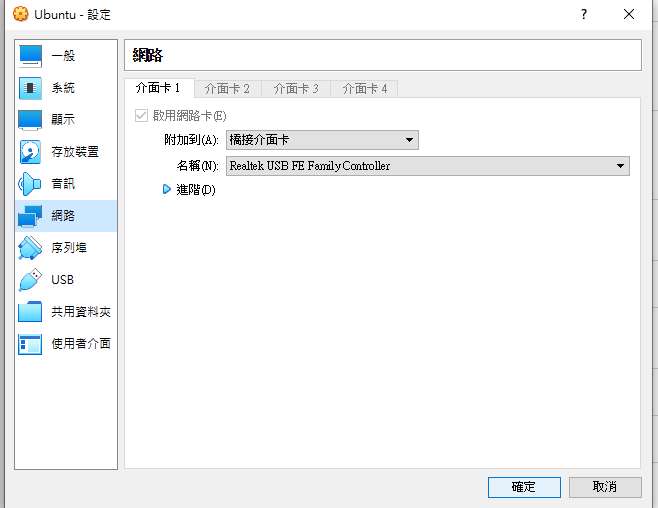 Ubuntu - 設定
一般
系統
顯示
存放裝置
音訊
網路
序列埠
USB
共用資料夾
使用者介面
網路
介面卡 1 介面卡 2 介面卡 3 介面卡 4
啟用網路卡(E)
附加到(A): 橋接介面卡
名稱(N): Realtek USB FE Family Controller
進階(D)
確定 取消